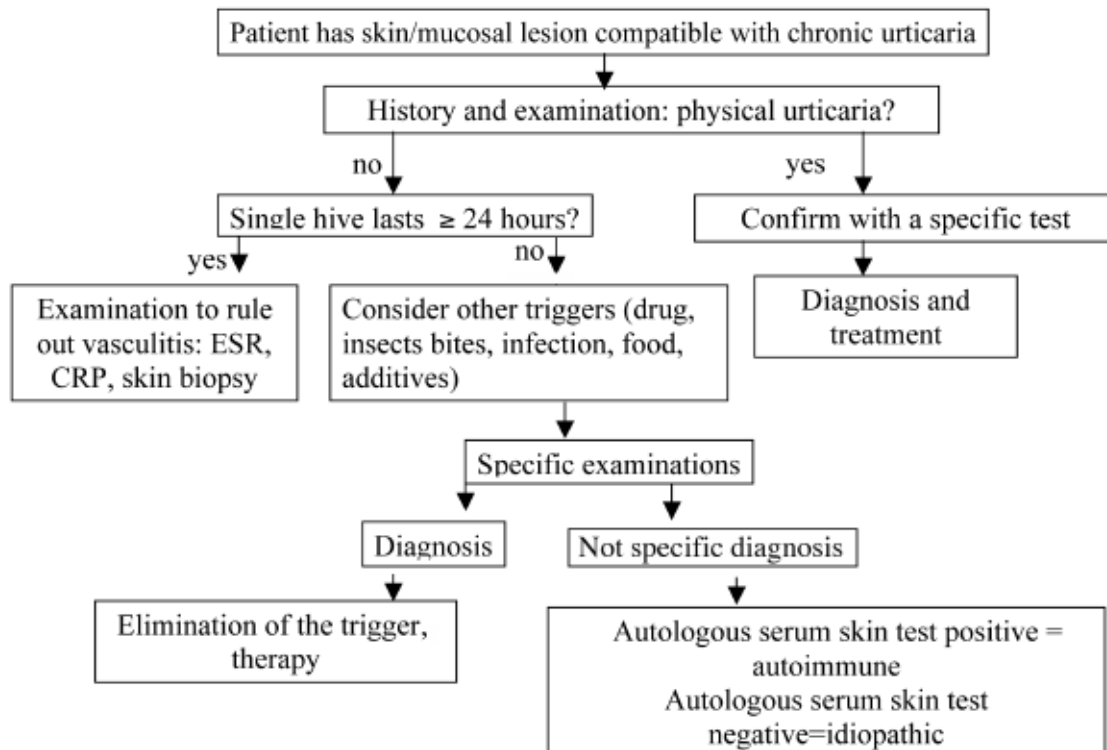 Patient has skin/mucosal lesion compatible with chronic urticaria
History and examination: physical urticaria?
no
yes
Single hive lasts ≥ 24 hours?
Confirm with a specific test
yes
no
Examination to rule
out vasculitis: ESR,
CRP, skin biopsy
Consider other triggers (drug,
insects bites, infection, food,
additives)
Diagnosis and
treatment
Specific examinations
Diagnosis
Not specific diagnosis
Elimination of the trigger,
therapy
Autologous serum skin test positive =
autoimmune
Autologous serum skin test
negative=idiopathic